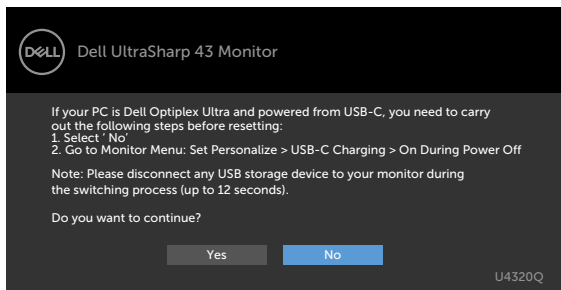 DELL Dell UltraSharp 43 Monitor
If your PC is Dell Optiplex Ultra and powered from USB-C, you need to carry
out the following steps before resetting:
1. Select ‘ No’
2. Go to Monitor Menu: Set Personalize > USB-C Charging > On During Power Off
Note: Please disconnect any USB storage device to your monitor during
the switching process (up to 12 seconds).
Do you want to continue?
Yes No
U4320Q